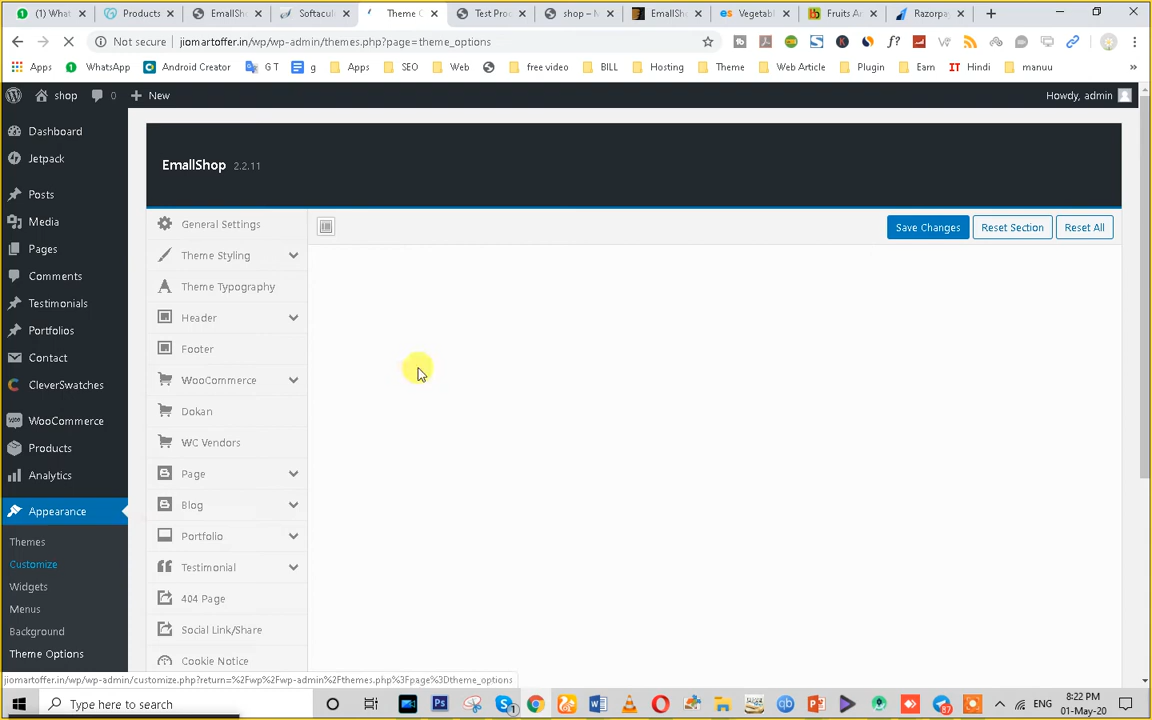 (1) What
Products
EmallSh
Softacul
Theme O
Test Pro
shop – N
EmallSh
Vegetabl
Fruits Ar
Razorpay
Not secure
jiomartoffer.in/wp/wp-admin/themes.php?page=theme_options
Apps
WhatsApp
Android Creator
G T
g
Apps
SEO
Web
free video
BILL
Hosting
Theme
Web Article
Plugin
Earn
IT Hindi
manuu
shop
0
New
Howdy, admin
Dashboard
Jetpack
Posts
Media
Pages
Comments
Testimonials
Portfolios
Contact
CleverSwatches
WooCommerce
Products
Analytics
Appearance
Themes
Customize
Widgets
Menus
Background
Theme Options
EmallShop 2.2.11
Save Changes
Reset Section
Reset All
General Settings
Theme Styling
Theme Typography
Header
Footer
WooCommerce
Dokan
WC Vendors
Page
Blog
Portfolio
Testimonial
404 Page
Social Link/Share
Cookie Notice
jiomartoffer.in/wp/wp-admin/customize.php?return=%2Fwp%2Fwp-admin%2Fthemes.php%3Fpage%3Dtheme_options
Type here to search
ENG
8:22 PM
01-May-20